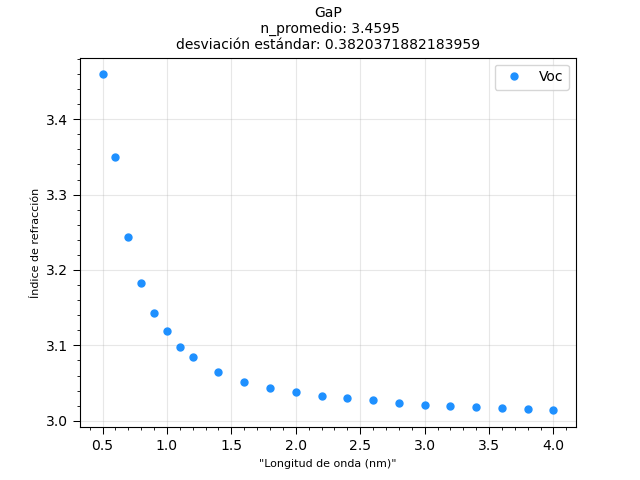 GaP
n_promedio: 3.4595
desviación estándar: 0.3820371882183959
Voc
Índice de refracción
3.4
3.3
3.2
3.1
3.0
0.5 1.0 1.5 2.0 2.5 3.0 3.5 4.0
"Longitud de onda (nm)"